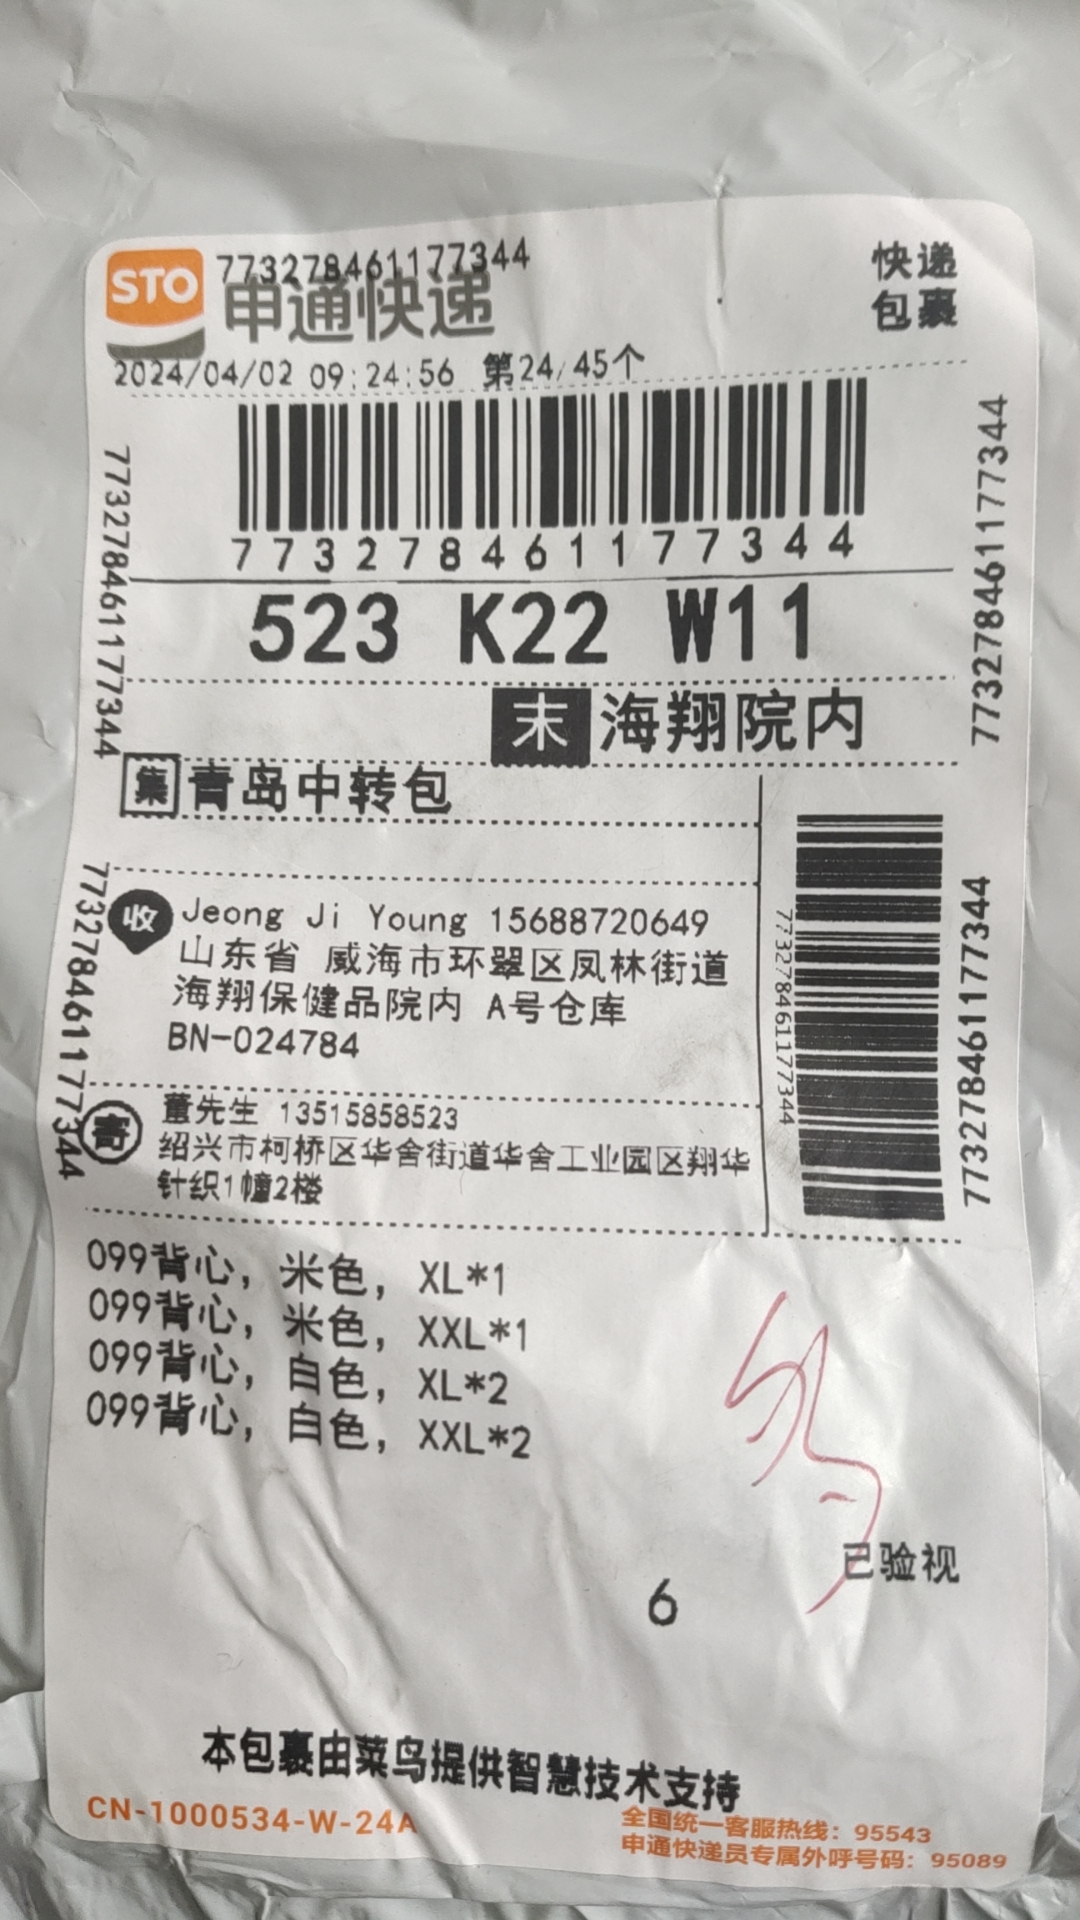 STO
773278461177344
申通快递
快递
包裹
2024/04/02 09:24:56 第24/45个
773278461177344
773278461177344
773278461177344
523 K22 W11
末 海翔院内
集 青岛中转包
收 Jeong Ji Young 15688720649
山东省 威海市环翠区凤林街道
海翔保健品院内 A号仓库
BN-024784
773278461177344
773278461177344
773278461177344
寄 董先生 13515858523
绍兴市柯桥区华舍街道华舍工业园区翔华
针织1幢2楼
099背心, 米色, XL*1
099背心, 米色, XXL*1
099背心, 白色, XL*2
099背心, 白色, XXL*2
已验视
6
本包裹由菜鸟提供智慧技术支持
CN-1000534-W-24A
全国统一客服热线：95543
申通快递员专属外呼号码：95089